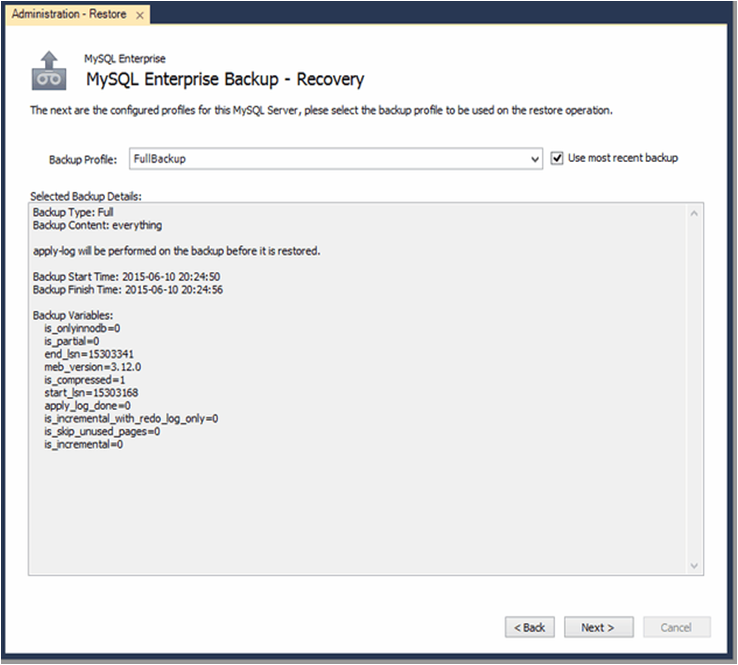 Administration - Restore
MySQL Enterprise
MySQL Enterprise Backup - Recovery
The next are the configured profiles for this MySQL Server, plese select the backup profile to be used on the restore operation.
Backup Profile: FullBackup Use most recent backup
Selected Backup Details:
Backup Type: Full
Backup Content: everything
apply-log will be performed on the backup before it is restored.
Backup Start Time: 2015-06-10 20:24:50
Backup Finish Time: 2015-06-10 20:24:56
Backup Variables:
is_onlyinnodb=0
is_partial=0
end_lsn=15303341
meb_version=3.12.0
is_compressed=1
start_lsn=15303168
apply_log_done=0
is_incremental_with_redo_log_only=0
is_skip_unused_pages=0
is_incremental=0
< Back Next > Cancel